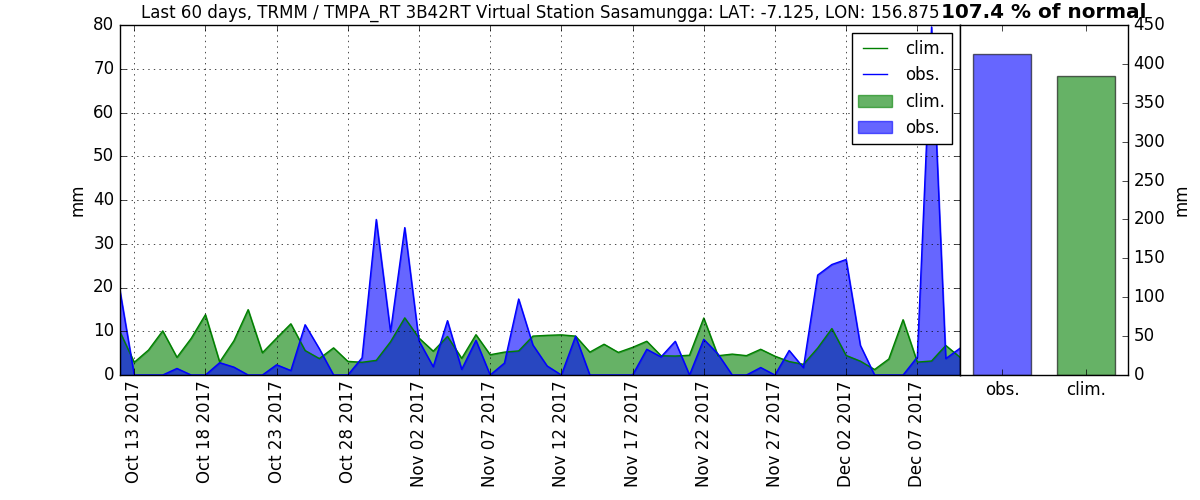 Last 60 days, TRMM / TMPA_RT 3B42RT Virtual Station Sasamungga: LAT: -7.125, LON: 156.875
107.4 % of normal
80
70
60
50
40
30
20
10
0
mm
clim.
obs.
clim.
obs.
Oct 13 2017
Oct 18 2017
Oct 23 2017
Oct 28 2017
Nov 02 2017
Nov 07 2017
Nov 12 2017
Nov 17 2017
Nov 22 2017
Nov 27 2017
Dec 02 2017
Dec 07 2017
450
400
350
300
250
200
150
100
50
0
mm
obs.
clim.